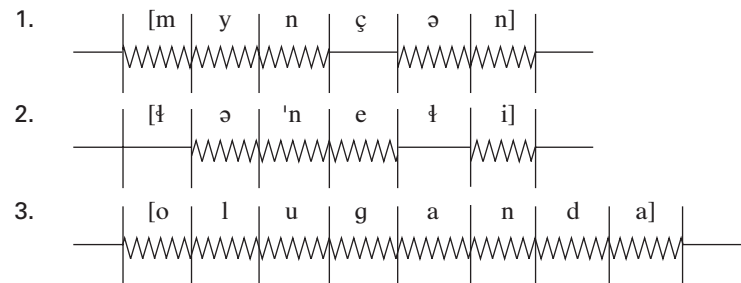 1. [m y n ç ə n]
2. [ɬ ə ˈn e ɬ i]
3. [o l u ɡ a n d a]